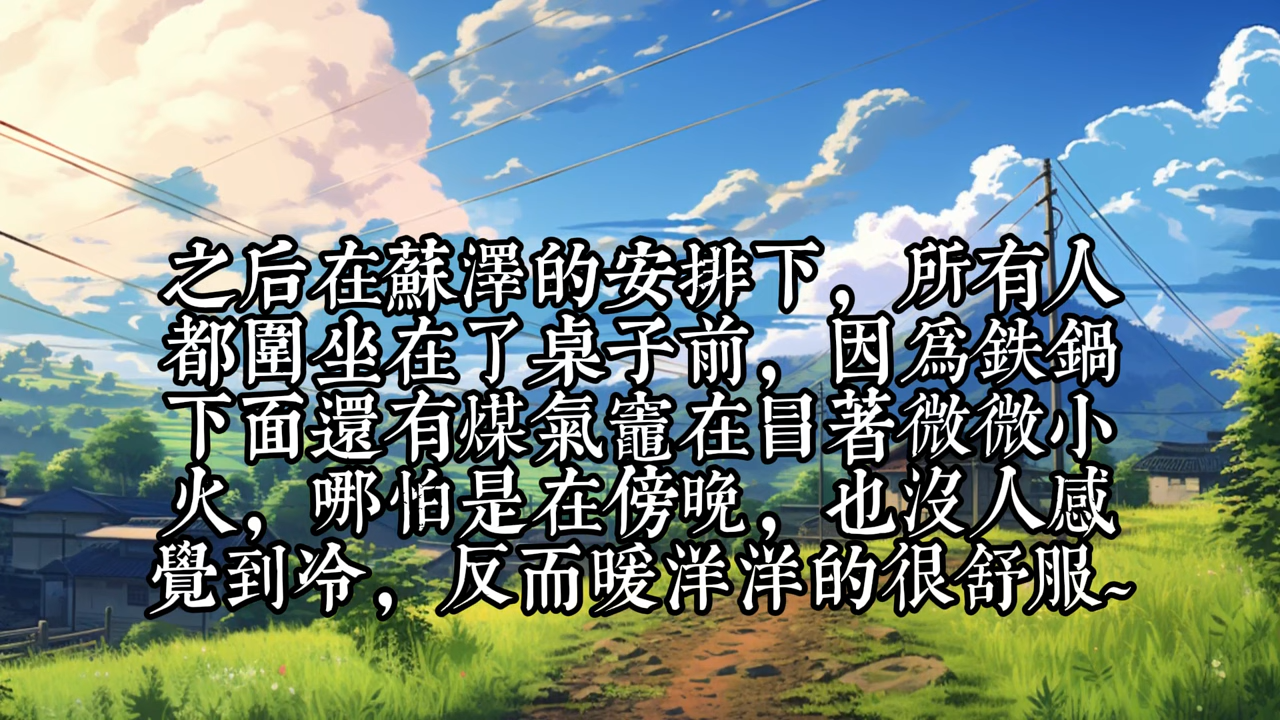 之后在蘇澤的安排下，所有人
都圍坐在了桌子前，因爲鉄鍋
下面還有煤氣竈在冒著微微小
火，哪怕是在傍晚，也沒人感
覺到冷，反而暖洋洋的很舒服~